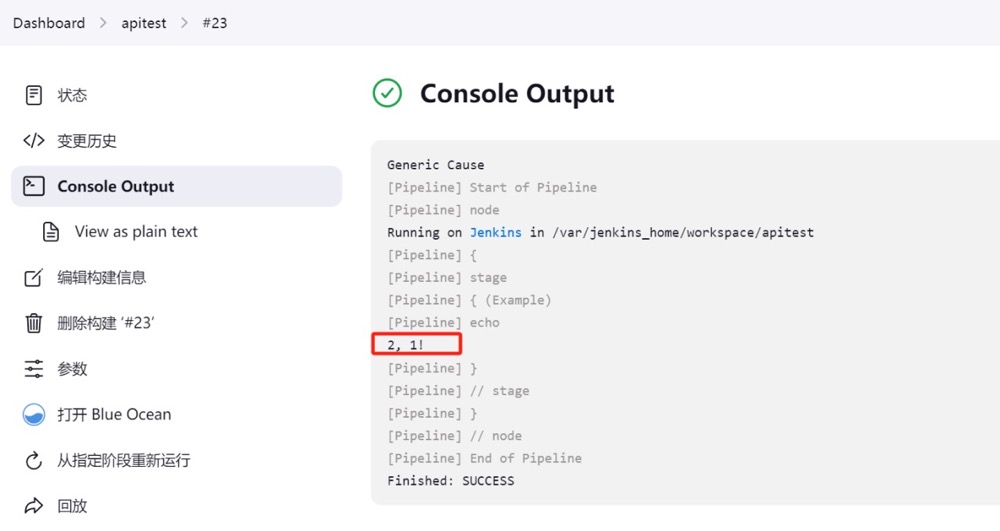 Dashboard > apitest > #23
状态
变更历史
Console Output
View as plain text
编辑构建信息
删除构建 ‘#23’
参数
打开 Blue Ocean
从指定阶段重新运行
回放
Console Output
Generic Cause
[Pipeline] Start of Pipeline
[Pipeline] node
Running on Jenkins in /var/jenkins_home/workspace/apitest
[Pipeline] {
[Pipeline] stage
[Pipeline] { (Example)
[Pipeline] echo
2, 1!
[Pipeline] }
[Pipeline] // stage
[Pipeline] }
[Pipeline] // node
[Pipeline] End of Pipeline
Finished: SUCCESS